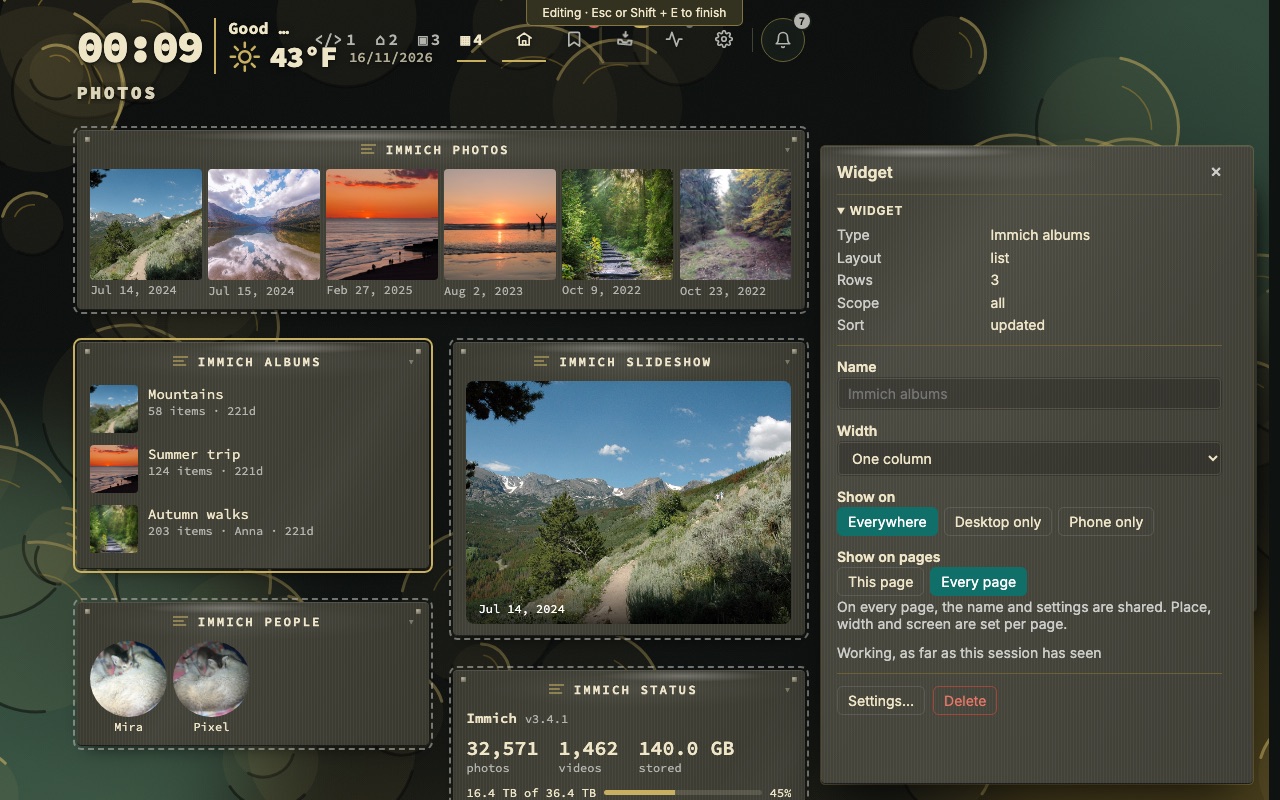 Editing · Esc or Shift + E to finish
00:09
Good …
43°F
</> 1
2
3
4
16/11/2026
7
PHOTOS
IMMICH PHOTOS
Jul 14, 2024
Jul 15, 2024
Feb 27, 2025
Aug 2, 2023
Oct 9, 2022
Oct 23, 2022
IMMICH ALBUMS
Mountains
58 items · 221d
Summer trip
124 items · 221d
Autumn walks
203 items · Anna · 221d
IMMICH PEOPLE
Mira
Pixel
IMMICH SLIDESHOW
Jul 14, 2024
IMMICH STATUS
Immich v3.4.1
32,571 1,462 140.0 GB
photos videos stored
16.4 TB of 36.4 TB 45%
Widget ×
▾ WIDGET
Type Immich albums
Layout list
Rows 3
Scope all
Sort updated
Name
Immich albums
Width
One column
Show on
Everywhere Desktop only Phone only
Show on pages
This page Every page
On every page, the name and settings are shared. Place,
width and screen are set per page.
Working, as far as this session has seen
Settings... Delete